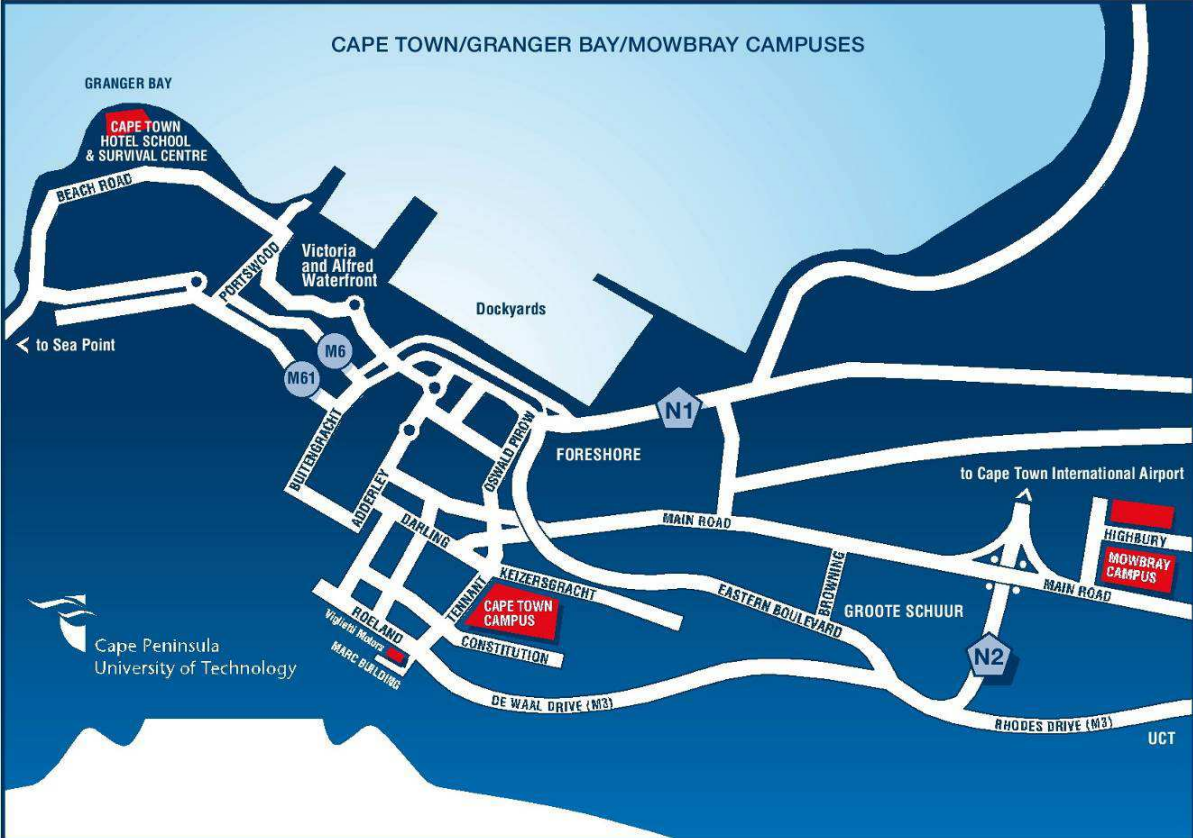 CAPE TOWN/GRANGER BAY/MOWBRAY CAMPUSES
GRANGER BAY
CAPE TOWN
HOTEL SCHOOL
& SURVIVAL CENTRE
BEACH ROAD
PORTSWOOD
Victoria
and Alfred
Waterfront
Dockyards
to Sea Point
M6
M61
N1
BUITENGRACHT
ADDERLEY
OSWALD PIROW
FORESHORE
to Cape Town International Airport
DARLING
MAIN ROAD
HIGHBURY
MOWBRAY
CAMPUS
MAIN ROAD
KEIZERSGRACHT
TENNANT
CAPE TOWN
CAMPUS
CONSTITUTION
EASTERN BOULEVARD
BROWNING
GROOTE SCHUUR
ROELAND
Viglietti Motors
MARC BUILDING
N2
Cape Peninsula
University of Technology
DE WAAL DRIVE (M3)
RHODES DRIVE (M3)
UCT